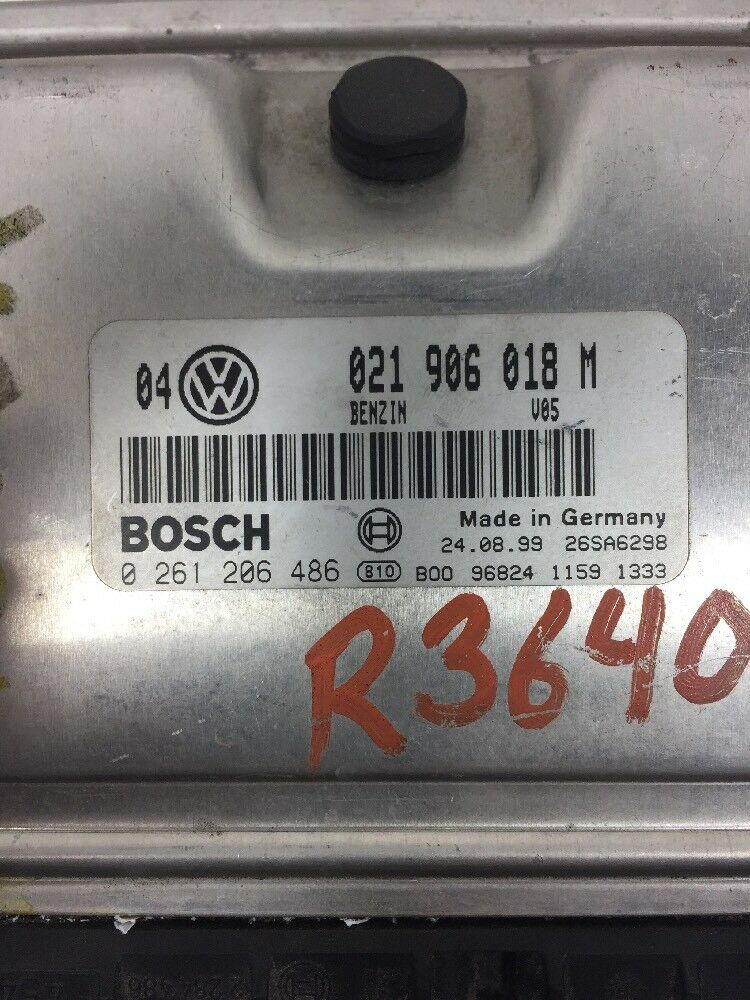 04 VW 021 906 018 M
BENZIN V05
BOSCH Made in Germany
24.08.99 26SA6298
0 261 206 486 810 B00 96824 1159 1333
R3640